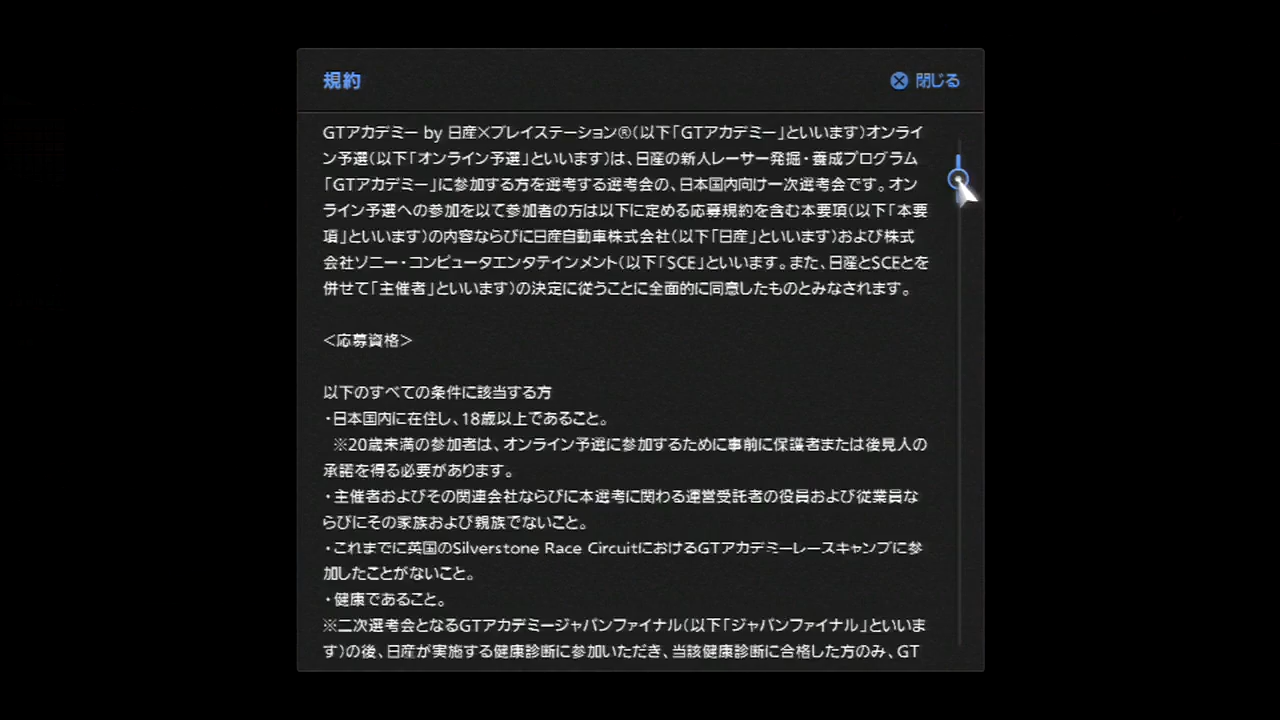 規約
閉じる
GTアカデミー by 日産×プレイステーション®(以下「GTアカデミー」といいます)オンライ
ン予選(以下「オンライン予選」といいます)は、日産の新人レーサー発掘・養成プログラム
「GTアカデミー」に参加する方を選考する選考会の、日本国内向け一次選考会です。オン
ライン予選への参加を以て参加者の方は以下に定める応募規約を含む本要項(以下「本要
項」といいます)の内容ならびに日産自動車株式会社(以下「日産」といいます)および株式
会社ソニー・コンピュータエンタテインメント(以下「SCE」といいます。また、日産とSCEとを
併せて「主催者」といいます)の決定に従うことに全面的に同意したものとみなされます。
<応募資格>
以下のすべての条件に該当する方
・日本国内に在住し、18歳以上であること。
※20歳未満の参加者は、オンライン予選に参加するために事前に保護者または後見人の
承諾を得る必要があります。
・主催者およびその関連会社ならびに本選考に関わる運営受託者の役員および従業員な
らびにその家族および親族でないこと。
・これまでに英国のSilverstone Race CircuitにおけるGTアカデミーレースキャンプに参
加したことがないこと。
・健康であること。
※二次選考会となるGTアカデミージャパンファイナル(以下「ジャパンファイナル」といいま
す)の後、日産が実施する健康診断に参加いただき、当該健康診断に合格した方のみ、GT